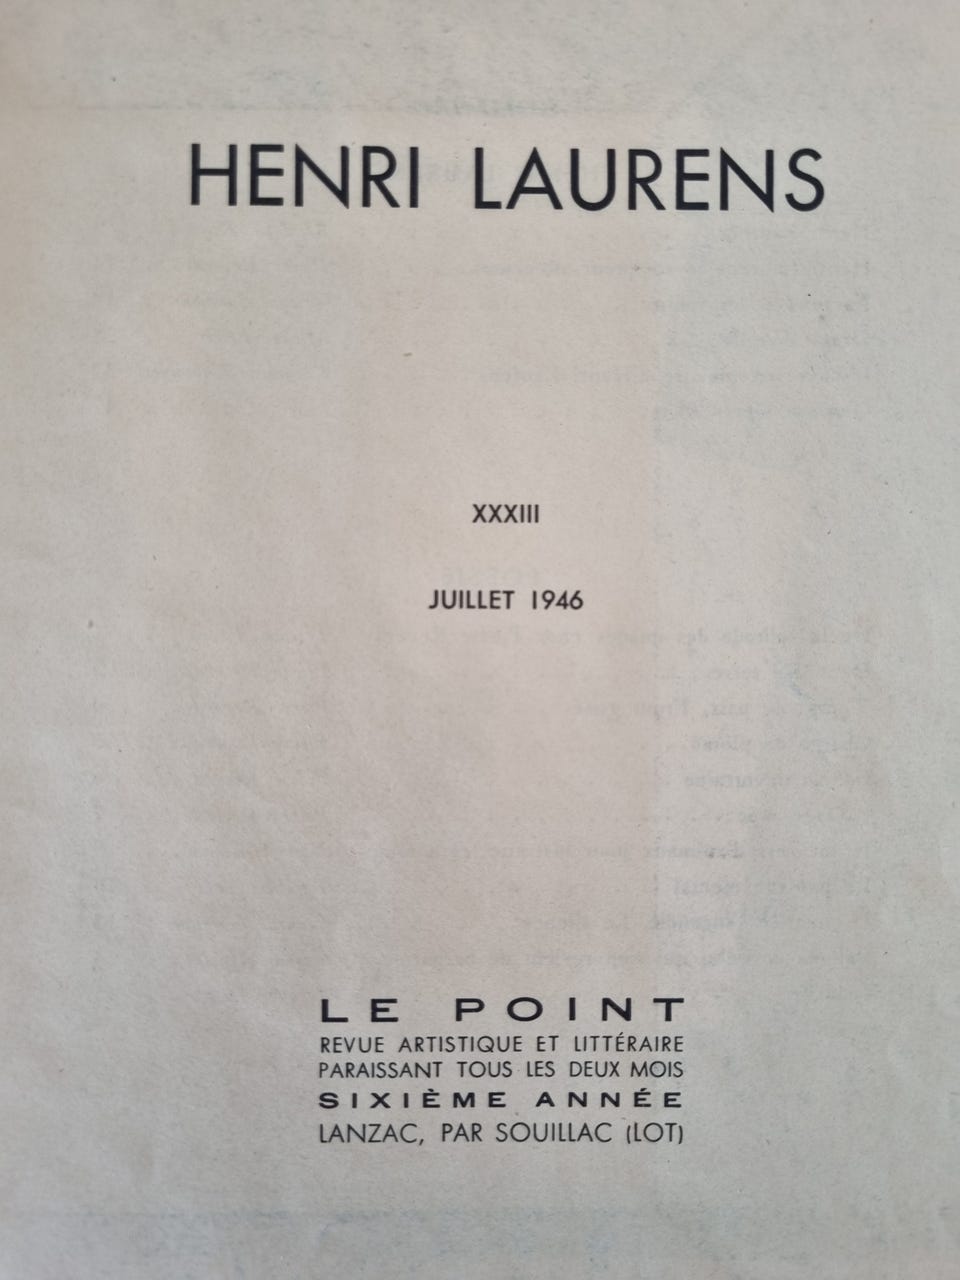 HENRI LAURENS
XXXIII
JUILLET 1946
LE POINT
REVUE ARTISTIQUE ET LITTÉRAIRE
PARAISSANT TOUS LES DEUX MOIS
SIXIÈME ANNÉE
LANZAC, PAR SOUILLAC (LOT)